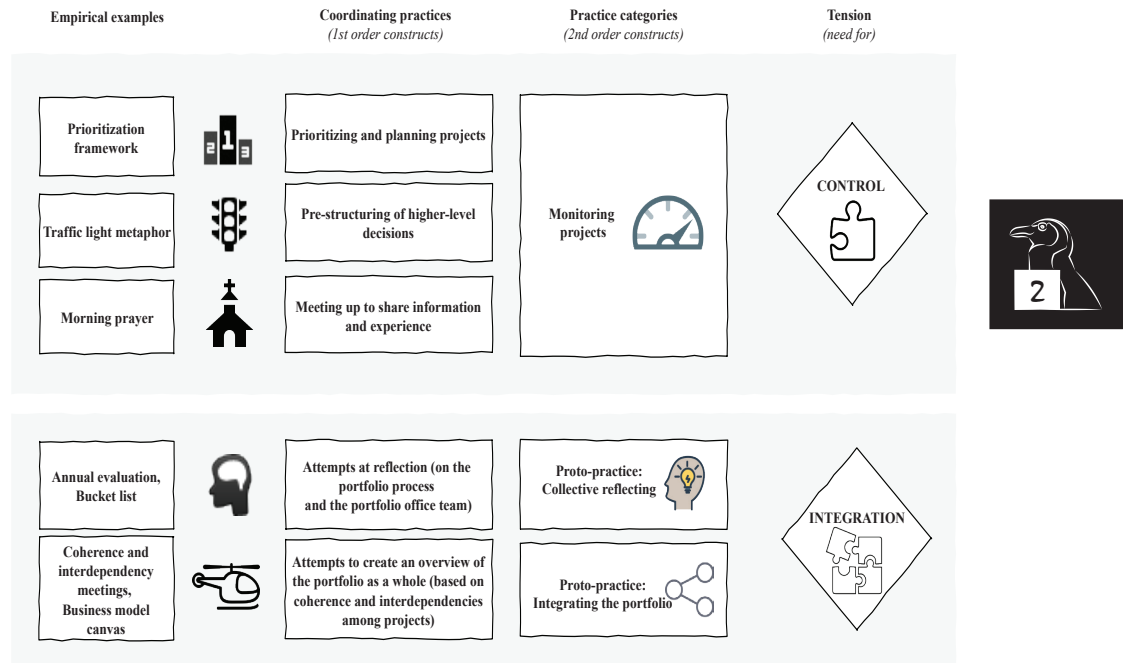 Empirical examples
Coordinating practices
(1st order constructs)
Practice categories
(2nd order constructs)
Tension
(need for)
Prioritization
framework
2 1 3
Prioritizing and planning projects
Traffic light metaphor
Pre-structuring of higher-level
decisions
Morning prayer
Meeting up to share information
and experience
Monitoring
projects
CONTROL
2
Annual evaluation,
Bucket list
Attempts at reflection (on the
portfolio process
and the portfolio office team)
Proto-practice:
Collective reflecting
Coherence and
interdependency
meetings,
Business model
canvas
Attempts to create an overview of
the portfolio as a whole (based on
coherence and interdependencies
among projects)
Proto-practice:
Integrating the portfolio
INTEGRATION